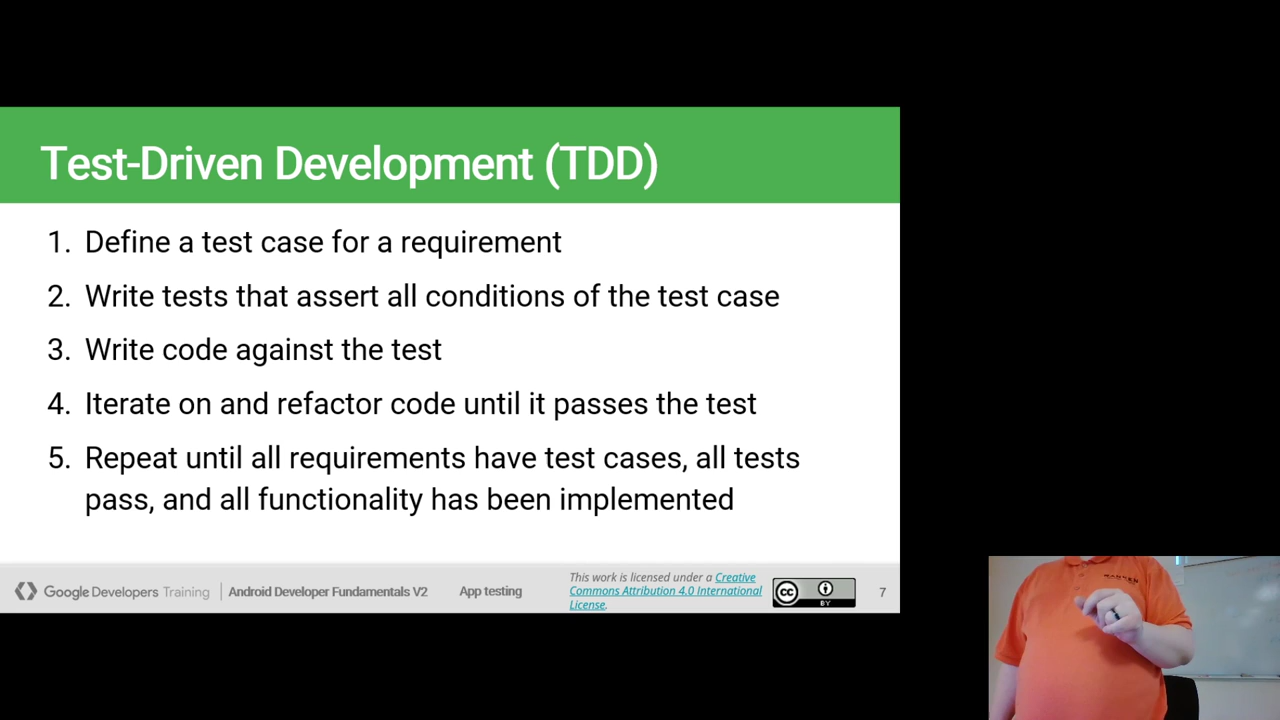 Test-Driven Development (TDD)
1. Define a test case for a requirement
2. Write tests that assert all conditions of the test case
3. Write code against the test
4. Iterate on and refactor code until it passes the test
5. Repeat until all requirements have test cases, all tests
pass, and all functionality has been implemented
Google Developers Training
Android Developer Fundamentals V2
App testing
This work is licensed under a Creative
Commons Attribution 4.0 International
License.
cc
BY
7